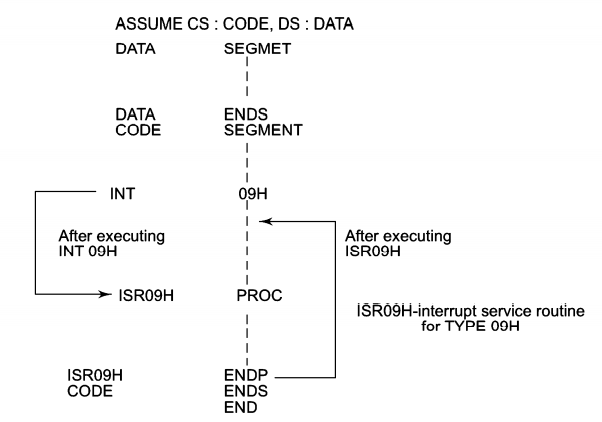 ASSUME CS : CODE, DS : DATA
DATA SEGMET
DATA ENDS
CODE SEGMENT
INT 09H
After executing
INT 09H
After executing
ISR09H
ISR09H PROC
ISR09H-interrupt service routine
for TYPE 09H
ISR09H ENDP
CODE ENDS
END